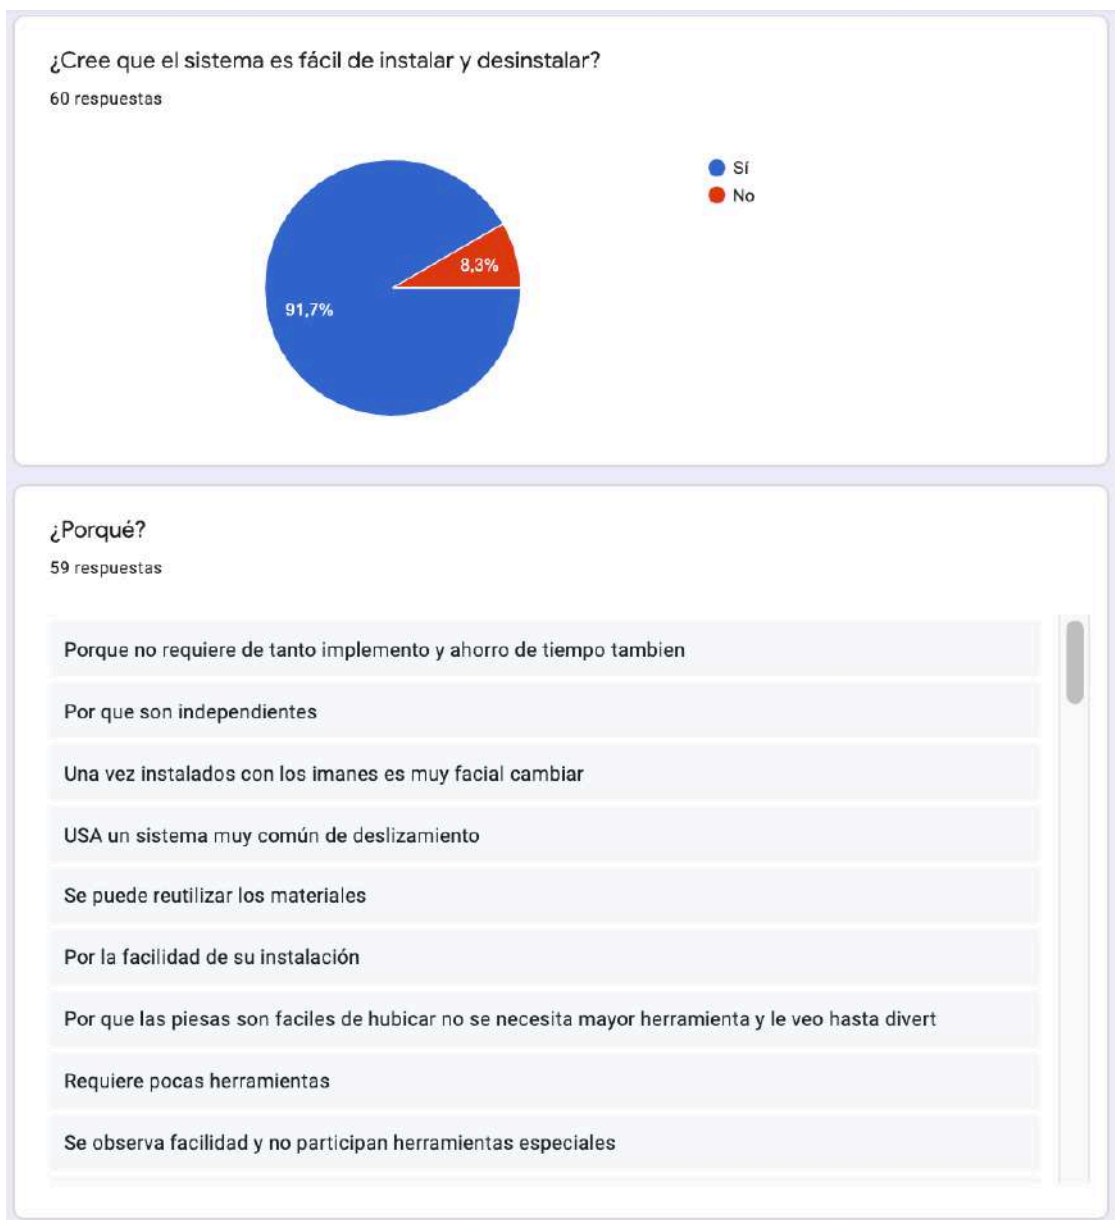 ¿Cree que el sistema es fácil de instalar y desinstalar?
60 respuestas
Sí
No
8,3%
91,7%
¿Porqué?
59 respuestas
Porque no requiere de tanto implemento y ahorro de tiempo tambien
Por que son independientes
Una vez instalados con los imanes es muy facial cambiar
USA un sistema muy común de deslizamiento
Se puede reutilizar los materiales
Por la facilidad de su instalación
Por que las piesas son faciles de hubicar no se necesita mayor herramienta y le veo hasta divert
Requiere pocas herramientas
Se observa facilidad y no participan herramientas especiales